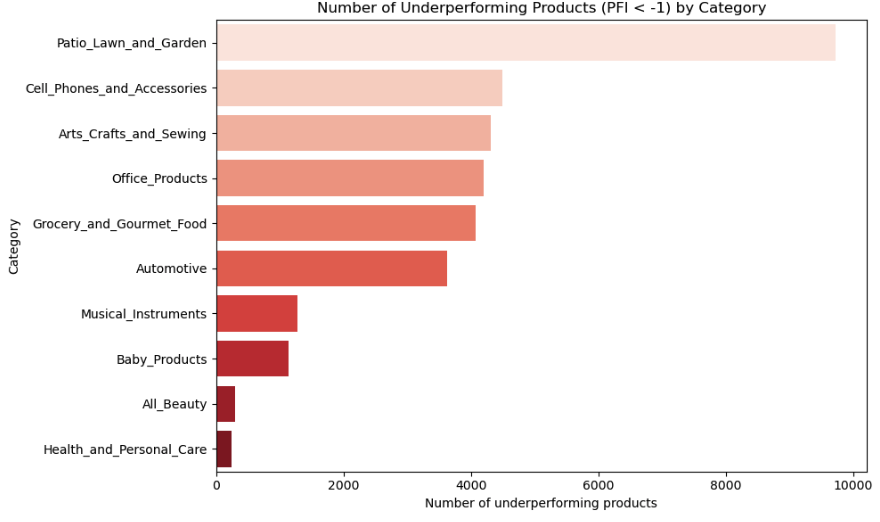 Number of Underperforming Products (PFI < -1) by Category
Patio_Lawn_and_Garden
Cell_Phones_and_Accessories
Arts_Crafts_and_Sewing
Office_Products
Grocery_and_Gourmet_Food
Automotive
Musical_Instruments
Baby_Products
All_Beauty
Health_and_Personal_Care
Category
0 2000 4000 6000 8000 10000
Number of underperforming products